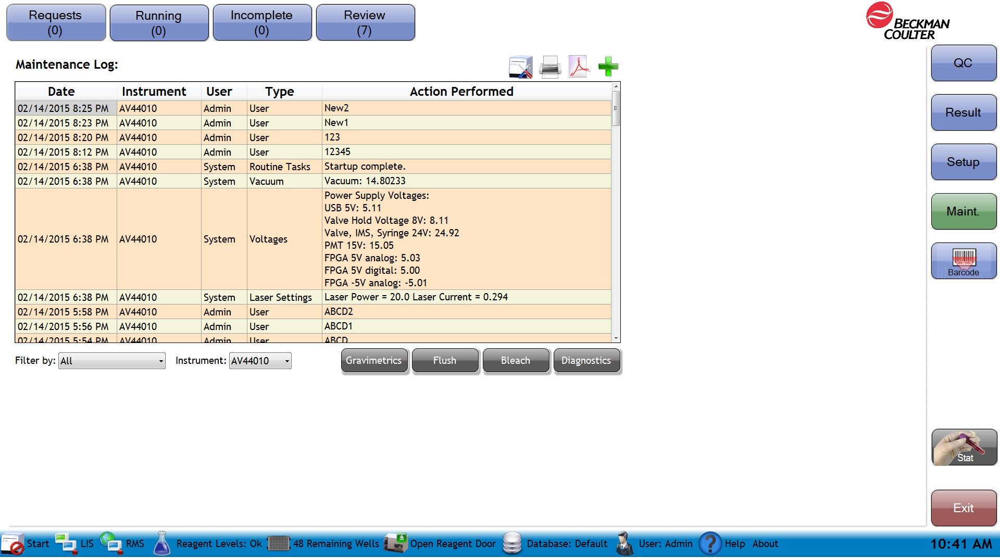 Requests
(0)
Running
(0)
Incomplete
(0)
Review
(7)
BECKMAN
COULTER
Maintenance Log:
Date Instrument User Type Action Performed
02/14/2015 8:25 PM AV44010 Admin User New2
02/14/2015 8:23 PM AV44010 Admin User New1
02/14/2015 8:20 PM AV44010 Admin User 123
02/14/2015 8:12 PM AV44010 Admin User 12345
02/14/2015 6:38 PM AV44010 System Routine Tasks Startup complete.
02/14/2015 6:38 PM AV44010 System Vacuum Vacuum: 14.80233
02/14/2015 6:38 PM AV44010 System Voltages Power Supply Voltages:
USB 5V: 5.11
Valve Hold Voltage 8V: 8.11
Valve, IMS, Syringe 24V: 24.92
PMT 15V: 15.05
FPGA 5V analog: 5.03
FPGA 5V digital: 5.00
FPGA -5V analog: -5.01
02/14/2015 6:38 PM AV44010 System Laser Settings Laser Power = 20.0 Laser Current = 0.294
02/14/2015 5:58 PM AV44010 Admin User ABCD2
02/14/2015 5:56 PM AV44010 Admin User ABCD1
02/14/2015 5:54 PM AV44010 Admin User ABCD
Filter by: All Instrument: AV44010
Gravimetrics Flush Bleach Diagnostics
QC
Result
Setup
Maint.
Barcode
Stat
Exit
Start LIS RMS Reagent Levels: Ok 48 Remaining Wells Open Reagent Door Database: Default User: Admin Help About 10:41 AM